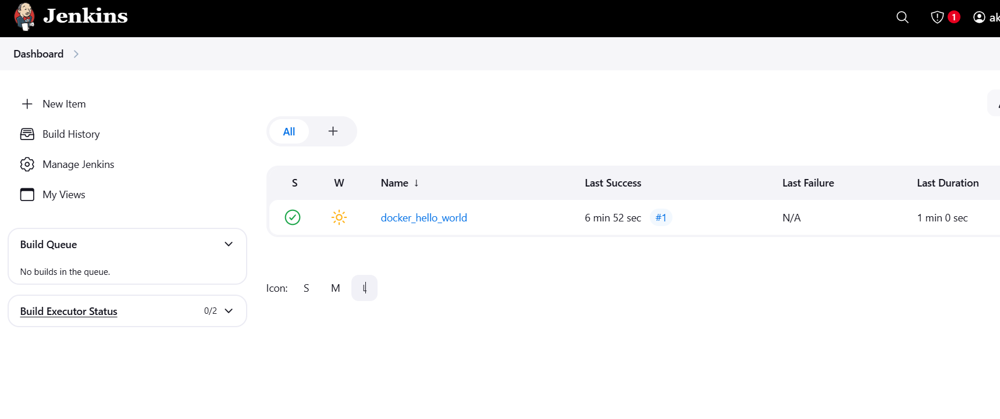 Jenkins
1
ak
Dashboard
New Item
Build History
Manage Jenkins
My Views
All
S W Name ↓ Last Success Last Failure Last Duration
docker_hello_world 6 min 52 sec #1 N/A 1 min 0 sec
Build Queue
No builds in the queue.
Icon: S M L
Build Executor Status 0/2